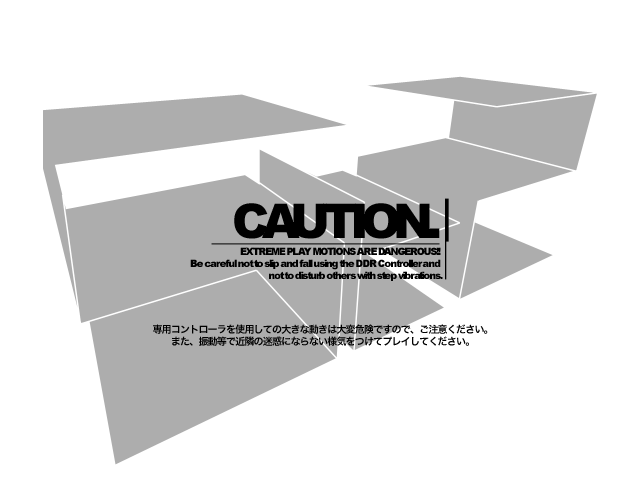 CAUTION.
EXTREME PLAY MOTIONS ARE DANGEROUS!!
Be careful not to slip and fall using the DDR Controller and
not to disturb others with step vibrations.
専用コントローラを使用しての大きな動きは大変危険ですので、ご注意ください。
また、振動等で近隣の迷惑にならない様気をつけてプレイしてください。